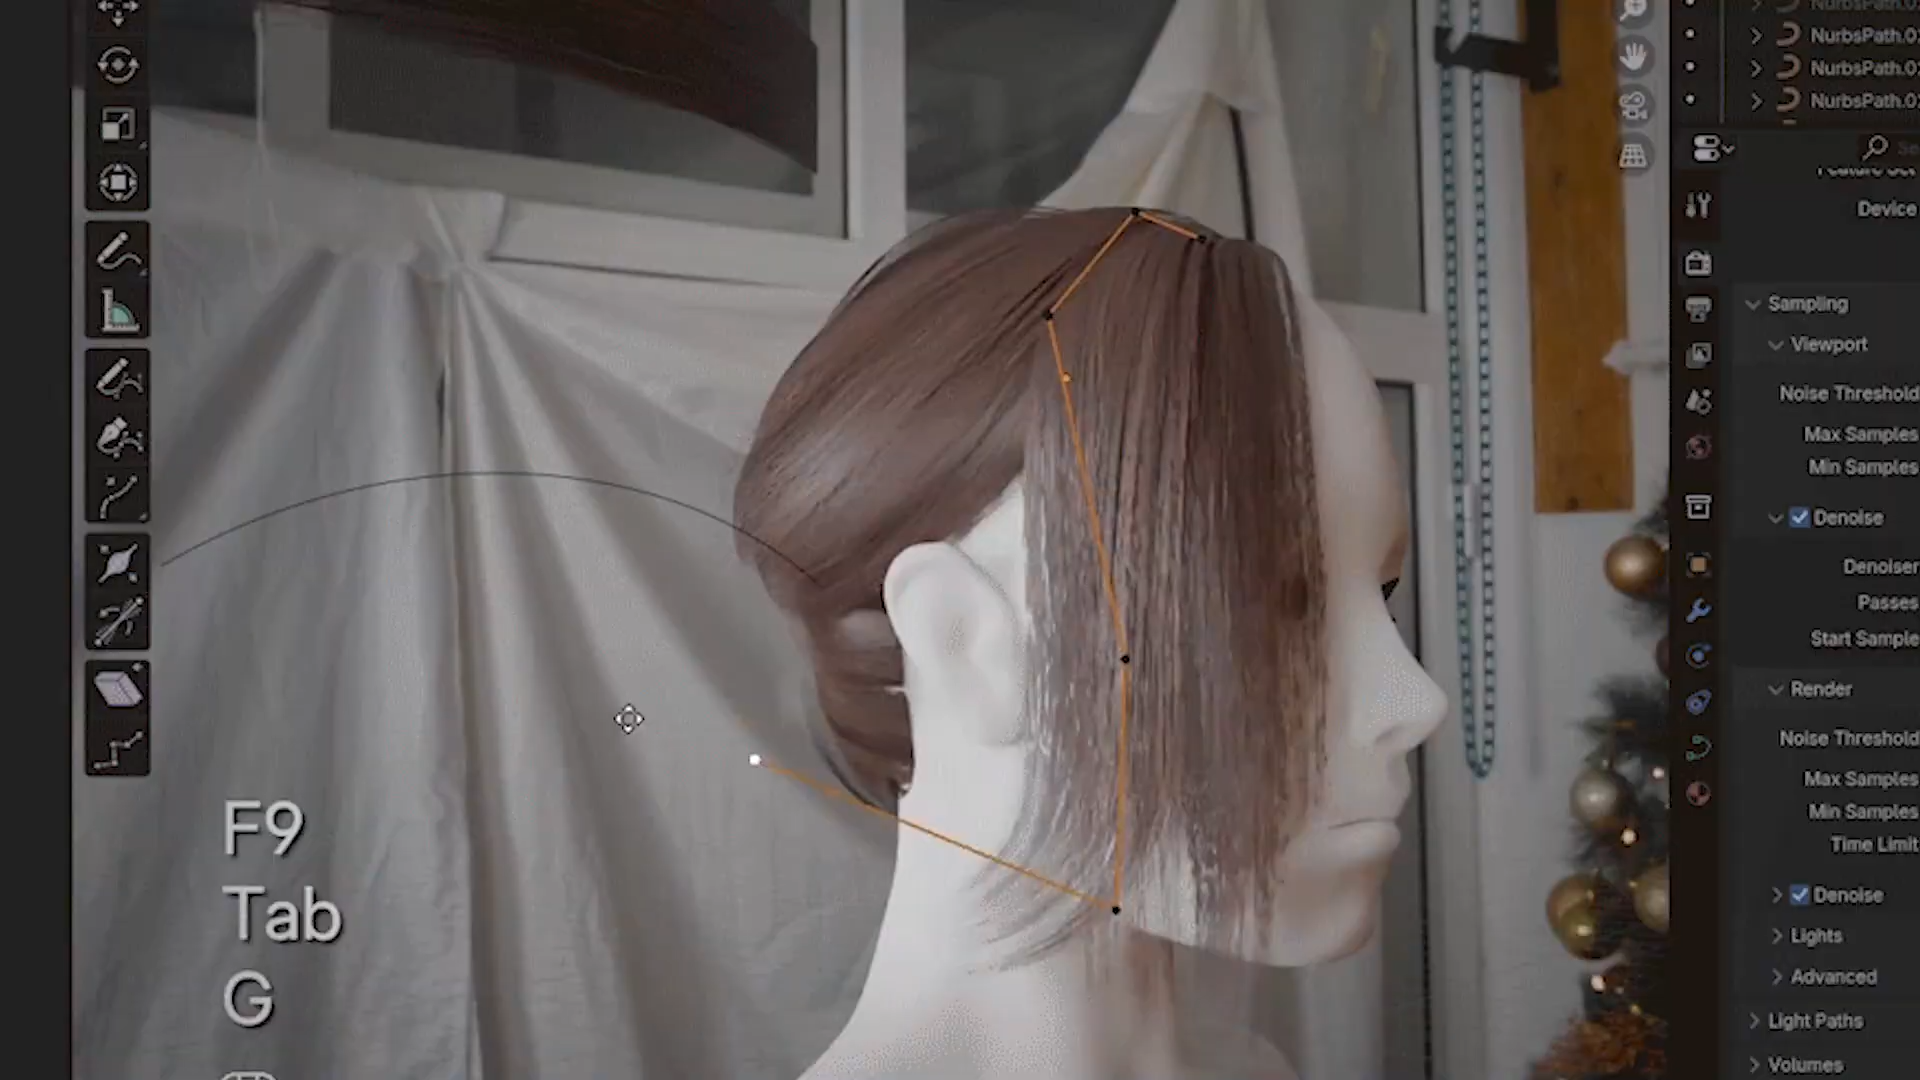 NurbsPath.0
NurbsPath.0
NurbsPath.0
Device
Sampling
Viewport
Noise Threshold
Max Samples
Min Samples
Denoise
Denoiser
Passes
Start Sample
Render
Noise Threshold
Max Samples
Min Samples
Time Limit
Denoise
Lights
Advanced
Light Paths
Volumes
F9
Tab
G